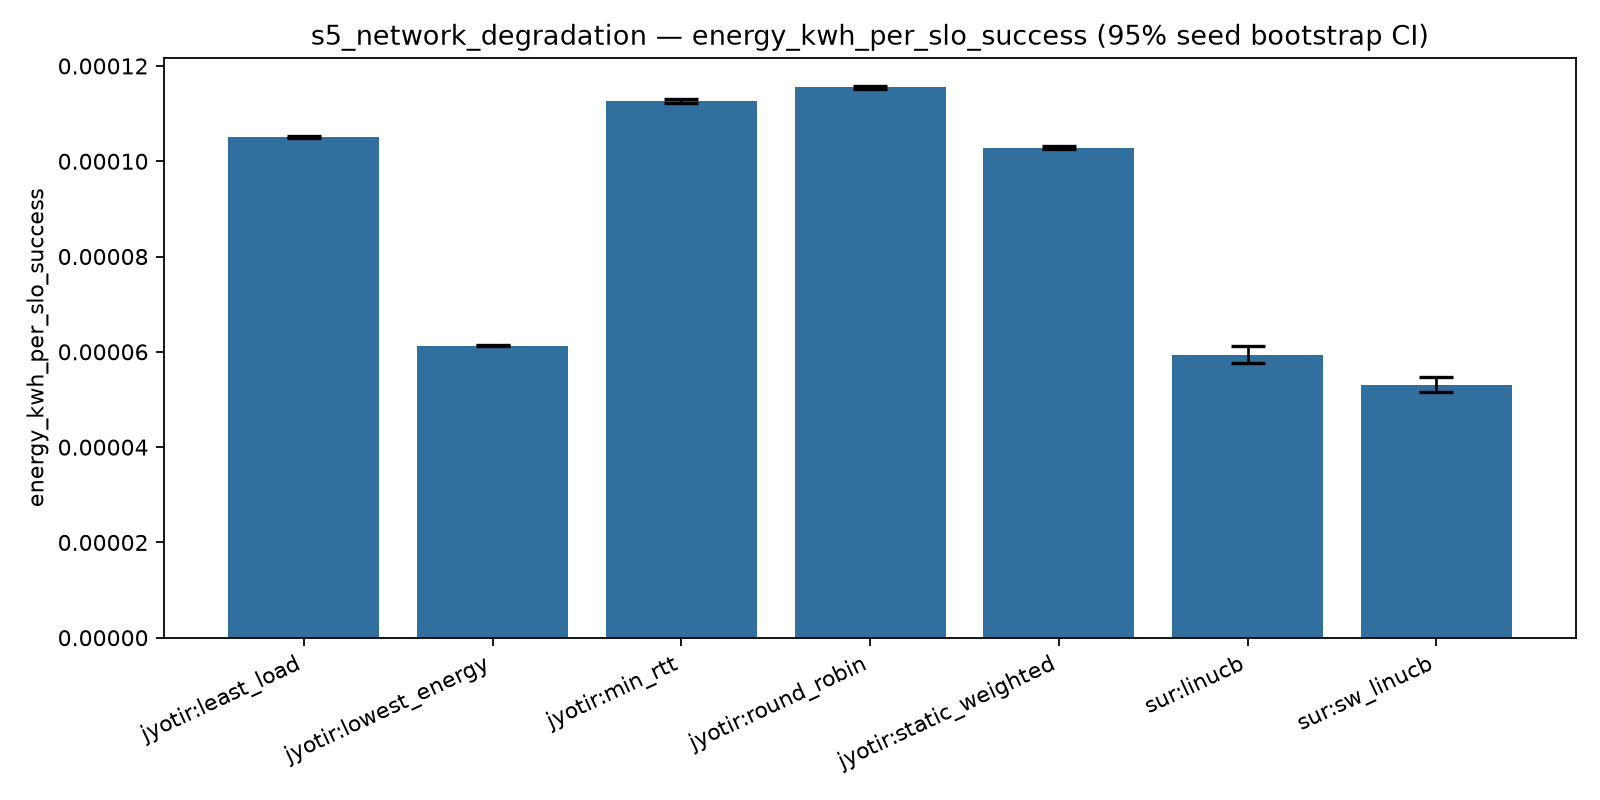 s5_network_degradation — energy_kwh_per_slo_success (95% seed bootstrap CI)
energy_kwh_per_slo_success
0.00012
0.00010
0.00008
0.00006
0.00004
0.00002
0.00000
jyotir:least_load
jyotir:lowest_energy
jyotir:min_rtt
jyotir:round_robin
jyotir:static_weighted
sur:linucb
sur:sw_linucb